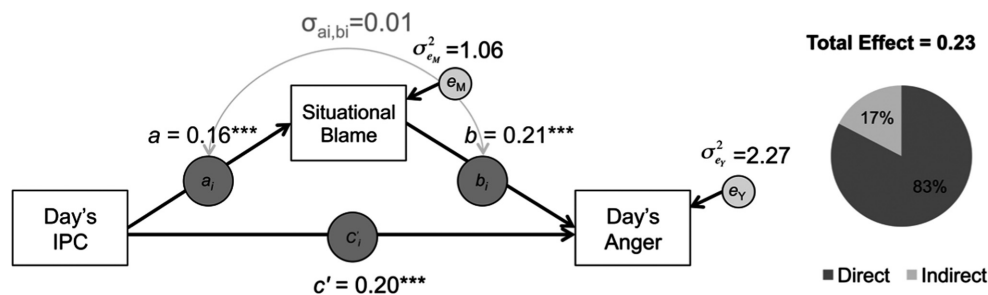 σai,bi=0.01
σ²eM=1.06
eM
Situational
Blame
a = 0.16***
b = 0.21***
ai
bi
σ²eY=2.27
eY
Day's
IPC
c'i
Day's
Anger
c' = 0.20***
Total Effect = 0.23
17%
83%
Direct
Indirect